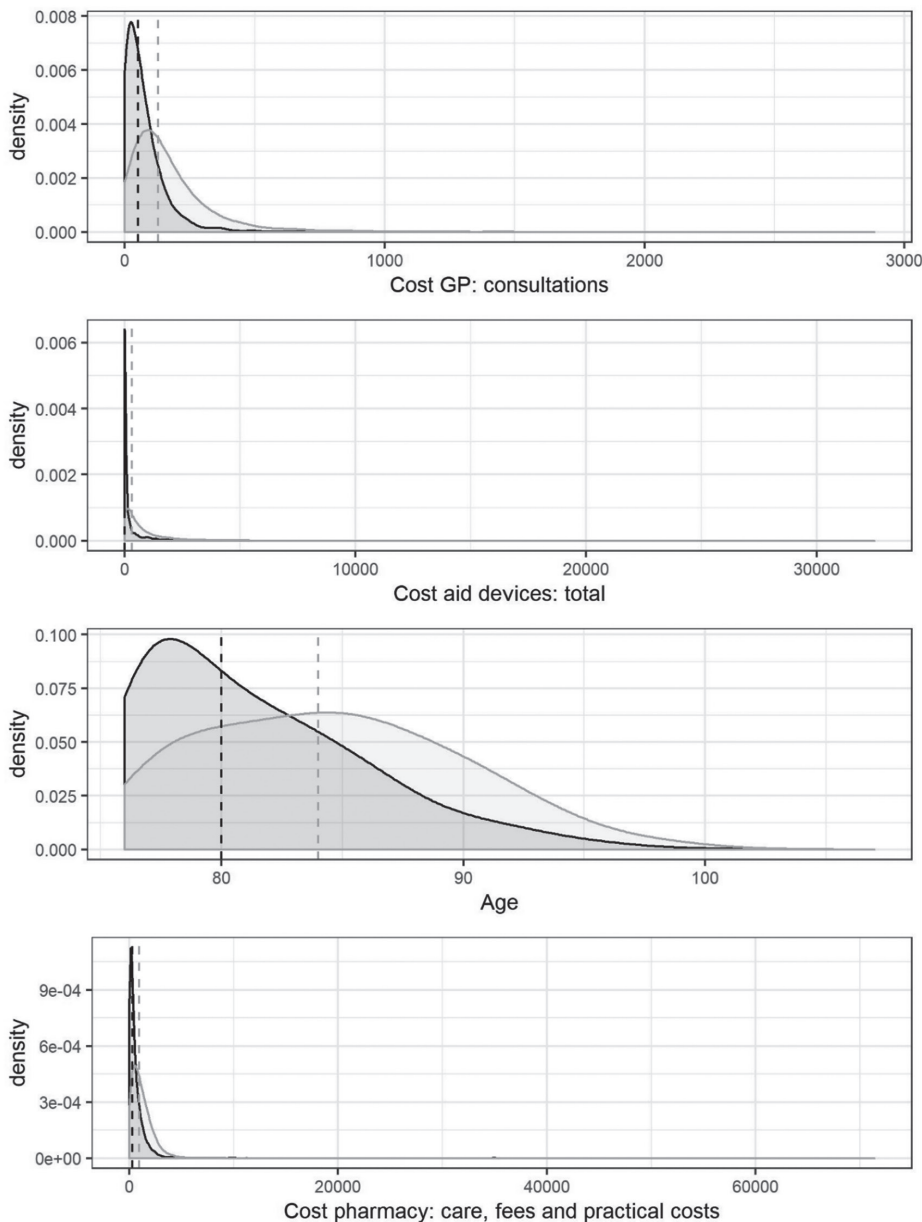 0.008
0.006
0.004
0.002
0.000
density
0 1000 2000 3000
Cost GP: consultations
0.006
0.004
0.002
0.000
density
0 10000 20000 30000
Cost aid devices: total
0.100
0.075
0.050
0.025
0.000
density
80 90 100
Age
9e-04
6e-04
3e-04
0e+00
density
0 20000 40000 60000
Cost pharmacy: care, fees and practical costs